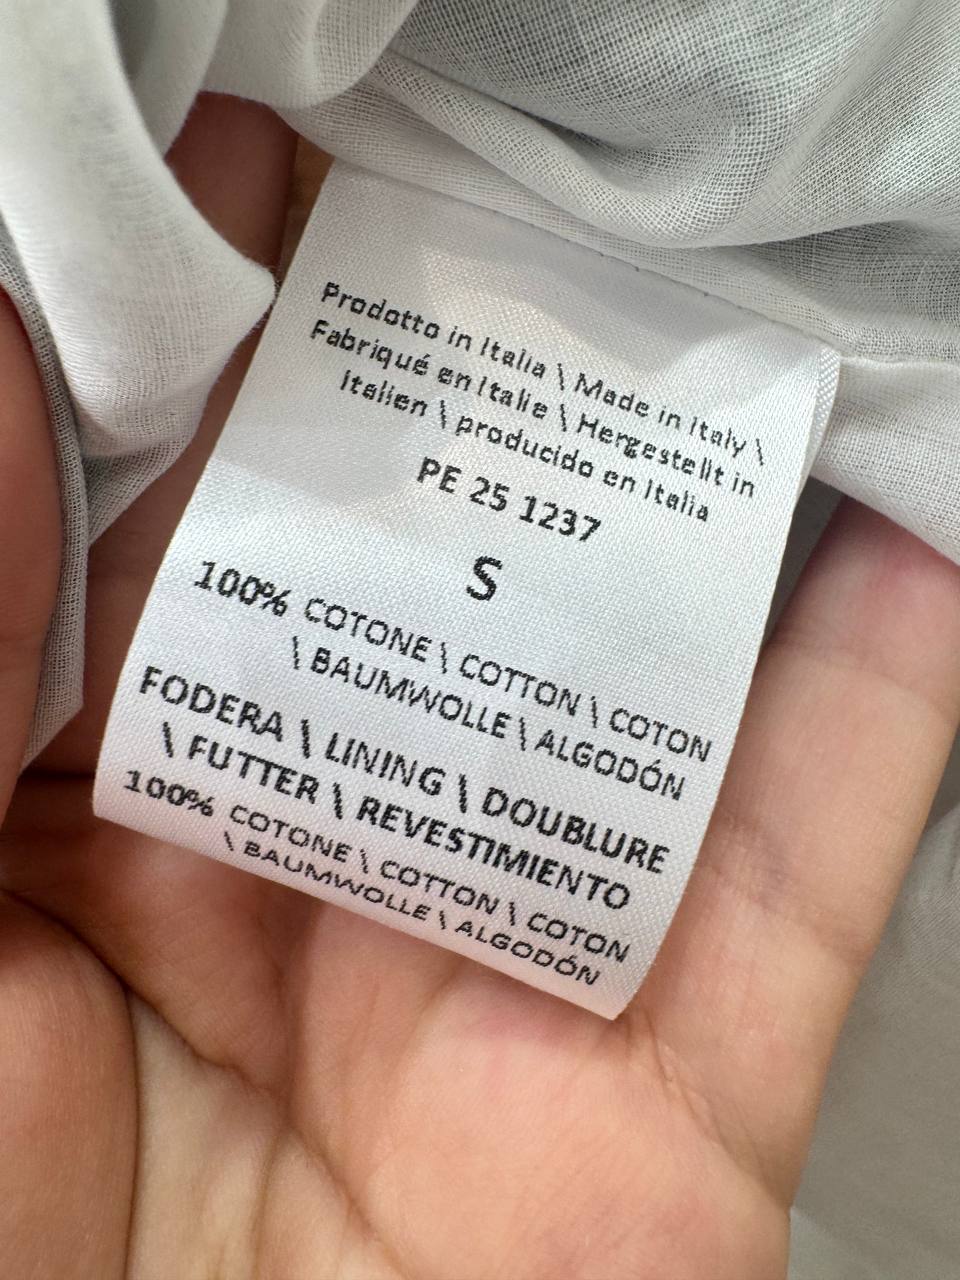 Prodotto in Italia \ Made in Italy \
Fabriqué en Italie \ Hergestellt in
Italien \ producido en Italia
PE 25 1237
S
100% COTONE \ COTTON \ COTON
\ BAUMWOLLE \ ALGODÓN
FODERA \ LINING \ DOUBLURE
\ FUTTER \ REVESTIMIENTO
100% COTONE \ COTTON \ COTON
\ BAUMWOLLE \ ALGODÓN